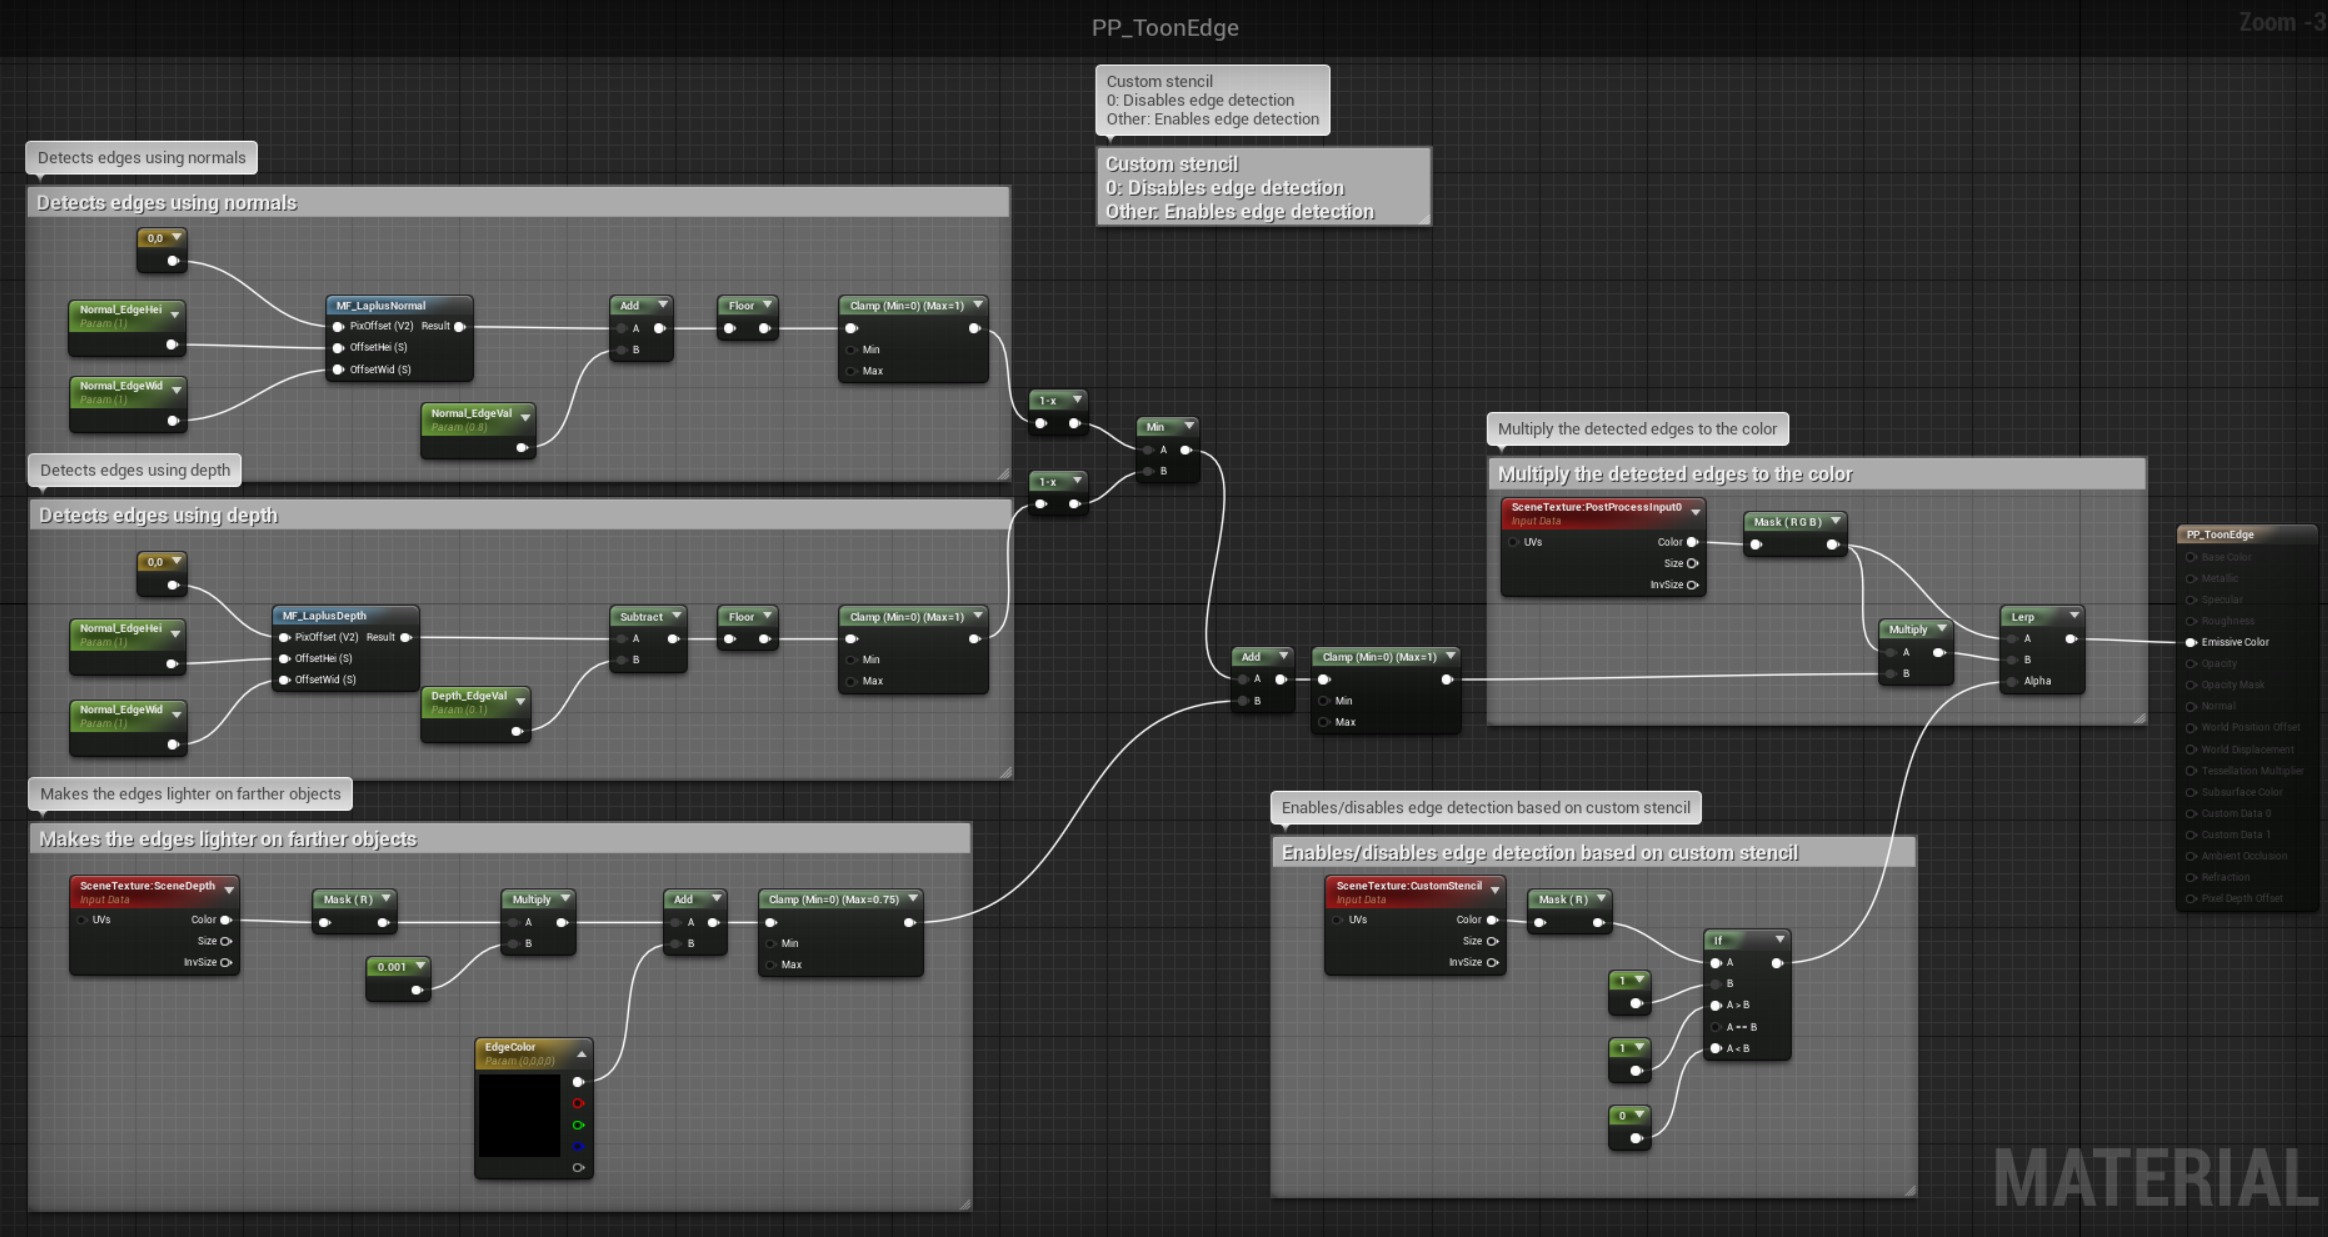 PP_ToonEdge
Zoom -3
Custom stencil
0: Disables edge detection
Other: Enables edge detection
Custom stencil
0: Disables edge detection
Other: Enables edge detection
Detects edges using normals
Detects edges using normals
0,0
Normal_EdgeHei
Param (1)
Normal_EdgeWid
Param (1)
MF_LaplusNormal
PixOffset (V2) Result
OffsetHei (S)
OffsetWid (S)
Normal_EdgeVal
Param (0.8)
Add
A
B
Floor
Clamp (Min=0) (Max=1)
Min
Max
Detects edges using depth
Detects edges using depth
0,0
Normal_EdgeHei
Param (1)
Normal_EdgeWid
Param (1)
MF_LaplusDepth
PixOffset (V2) Result
OffsetHei (S)
OffsetWid (S)
Depth_EdgeVal
Param (0.1)
Subtract
A
B
Floor
Clamp (Min=0) (Max=1)
Min
Max
1-x
1-x
Min
A
B
Makes the edges lighter on farther objects
Makes the edges lighter on farther objects
SceneTexture:SceneDepth
Input Data
UVs Color
Size
InvSize
Mask ( R )
0.001
Multiply
A
B
EdgeColor
Param (0,0,0,0)
Add
A
B
Clamp (Min=0) (Max=0.75)
Min
Max
Add
A
B
Clamp (Min=0) (Max=1)
Min
Max
Multiply the detected edges to the color
Multiply the detected edges to the color
SceneTexture:PostProcessInput0
Input Data
UVs Color
Size
InvSize
Mask ( R G B )
Multiply
A
B
Lerp
A
B
Alpha
Enables/disables edge detection based on custom stencil
Enables/disables edge detection based on custom stencil
SceneTexture:CustomStencil
Input Data
UVs Color
Size
InvSize
Mask ( R )
1
1
0
If
A
B
A > B
A == B
A < B
PP_ToonEdge
Base Color
Metallic
Specular
Roughness
Emissive Color
Opacity
Opacity Mask
Normal
World Position Offset
World Displacement
Tessellation Multiplier
Subsurface Color
Custom Data 0
Custom Data 1
Ambient Occlusion
Refraction
Pixel Depth Offset
MATERIAL